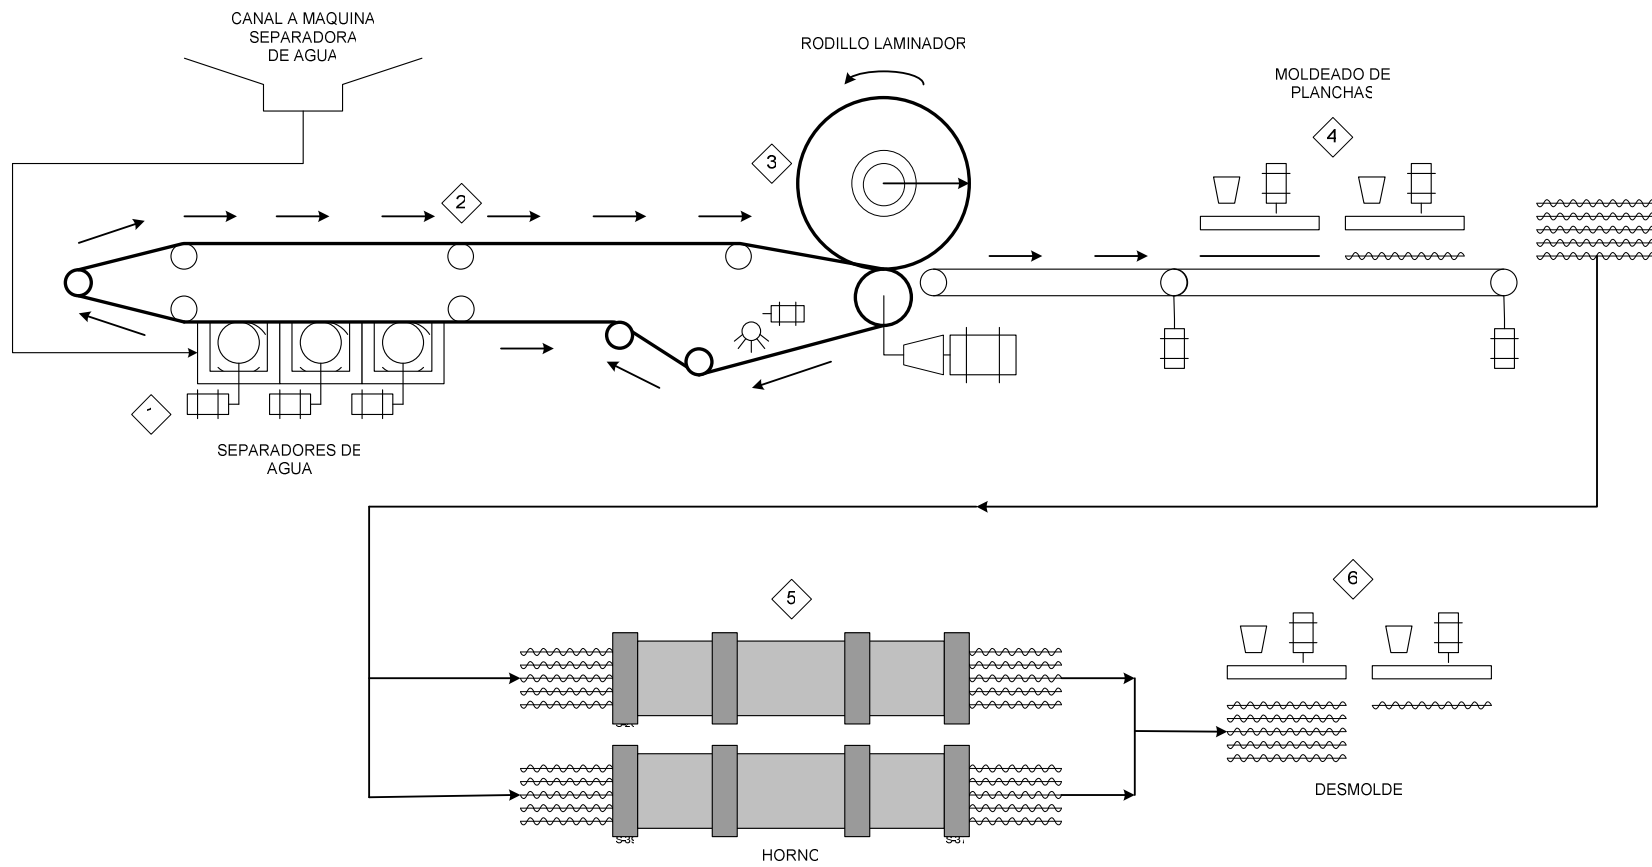 CANAL A MAQUINA
SEPARADORA
DE AGUA
RODILLO LAMINADOR
MOLDEADO DE
PLANCHAS
4
3
2
SEPARADORES DE
AGUA
5
6
DESMOLDE
HORNO